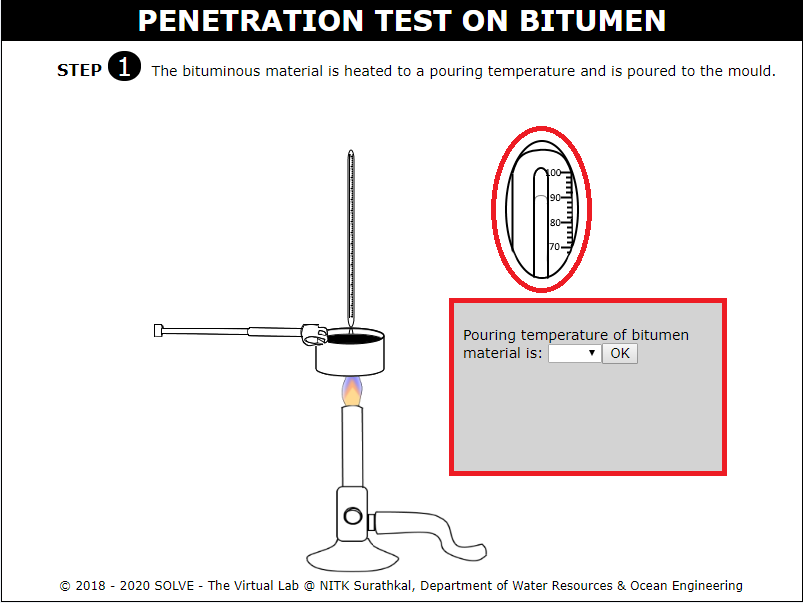 PENETRATION TEST ON BITUMEN
STEP 1 The bituminous material is heated to a pouring temperature and is poured to the mould.
100
90
80
70
Pouring temperature of bitumen
material is: OK
© 2018 - 2020 SOLVE - The Virtual Lab @ NITK Surathkal, Department of Water Resources & Ocean Engineering